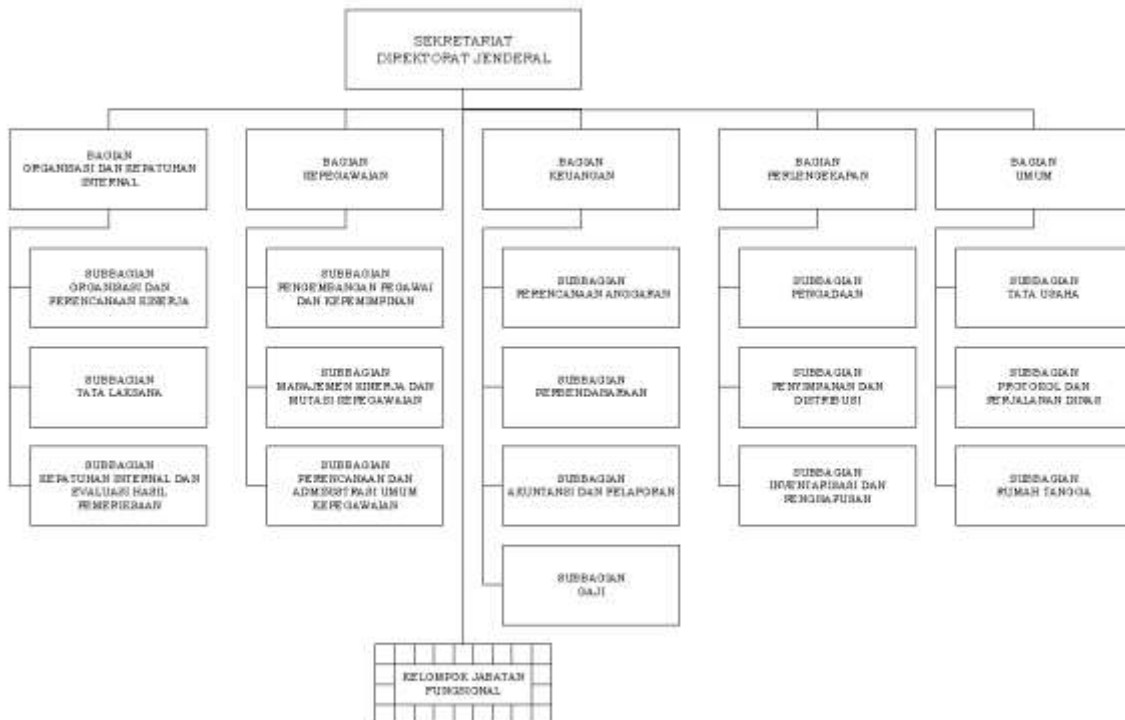 SEKRETARIAT
DIREKTORAT JENDERAL
BAGIAN
ORGANISASI DAN KEPATUHAN
INTERNAL
BAGIAN
KEPEGAWAIAN
BAGIAN
KEUANGAN
BAGIAN
PERLENGKAPAN
BAGIAN
UMUM
SUBBAGIAN
ORGANISASI DAN
PERENCANAAN KINERJA
SUBBAGIAN
PENGEMBANGAN PEGAWAI
DAN KEPEMIMPINAN
SUBBAGIAN
PERENCANAAN ANGGARAN
SUBBAGIAN
PENGADAAN
SUBBAGIAN
TATA USAHA
SUBBAGIAN
TATA LAKSANA
SUBBAGIAN
MANAJEMEN KINERJA DAN
MUTASI KEPEGAWAIAN
SUBBAGIAN
PERBENDAHARAAN
SUBBAGIAN
PENYIMPANAN DAN
DISTRIBUSI
SUBBAGIAN
PROTOKOL DAN
PERJALANAN DINAS
SUBBAGIAN
KEPATUHAN INTERNAL DAN
EVALUASI HASIL
PEMERIKSAAN
SUBBAGIAN
PERENCANAAN DAN
ADMINISTRASI UMUM
KEPEGAWAIAN
SUBBAGIAN
AKUNTANSI DAN PELAPORAN
SUBBAGIAN
INVENTARISASI DAN
PENGHAPUSAN
SUBBAGIAN
RUMAH TANGGA
SUBBAGIAN
GAJI
KELOMPOK JABATAN
FUNGSIONAL